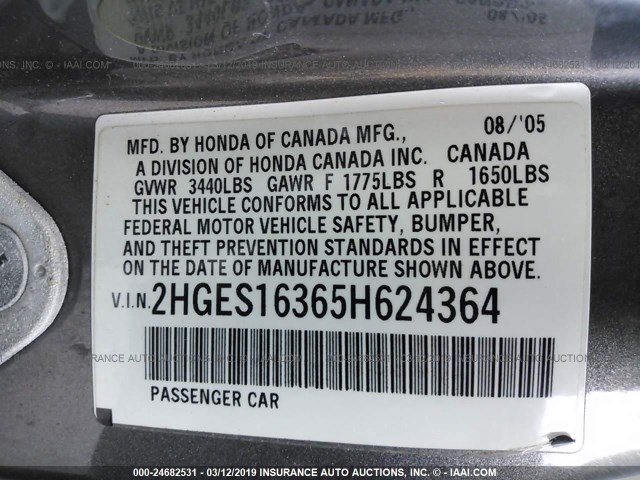 MFD. BY HONDA OF CANADA MFG., 08/'05
A DIVISION OF HONDA CANADA INC. CANADA
GVWR 3440LBS GAWR F 1775LBS R 1650LBS
THIS VEHICLE CONFORMS TO ALL APPLICABLE
FEDERAL MOTOR VEHICLE SAFETY, BUMPER,
AND THEFT PREVENTION STANDARDS IN EFFECT
ON THE DATE OF MANUFACTURE SHOWN ABOVE.
V.I.N. 2HGES16365H624364
PASSENGER CAR
000-24682531 - 03/12/2019 INSURANCE AUTO AUCTIONS - © IAAI.COM